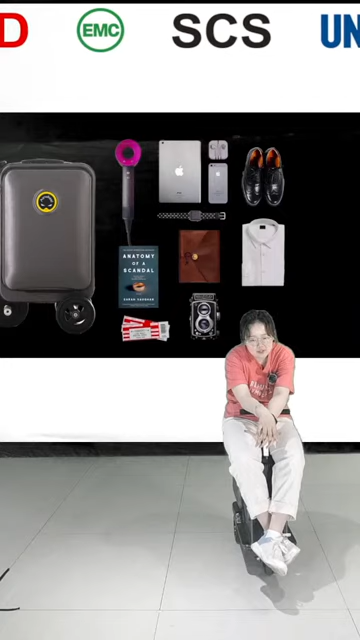 D
EMC
SCS
UN
ANATOMY
OF A
SCANDAL
SARAH VAUGHAN